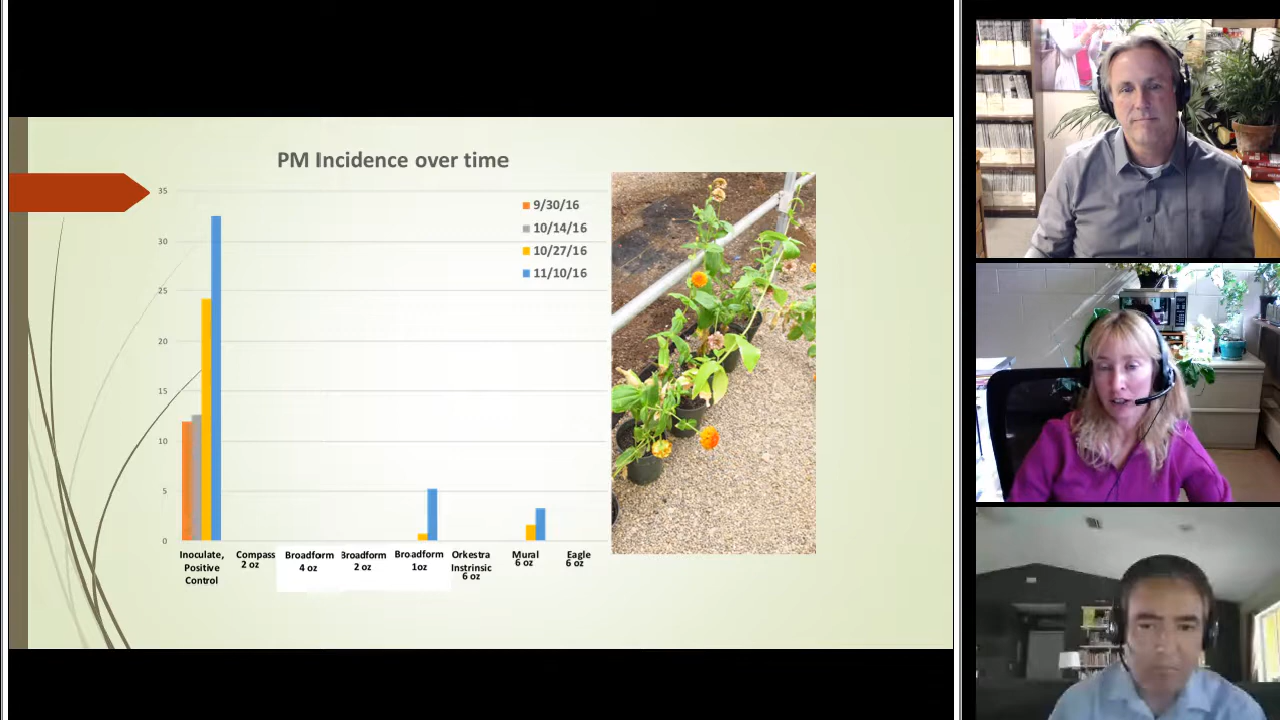 PM Incidence over time
35
30
25
20
15
10
5
0
9/30/16
10/14/16
10/27/16
11/10/16
Inoculate,
Positive
Control
Compass
2 oz
Broadform
4 oz
Broadform
2 oz
Broadform
1oz
Orkestra
Instrinsic
6 oz
Mural
6 oz
Eagle
6 oz